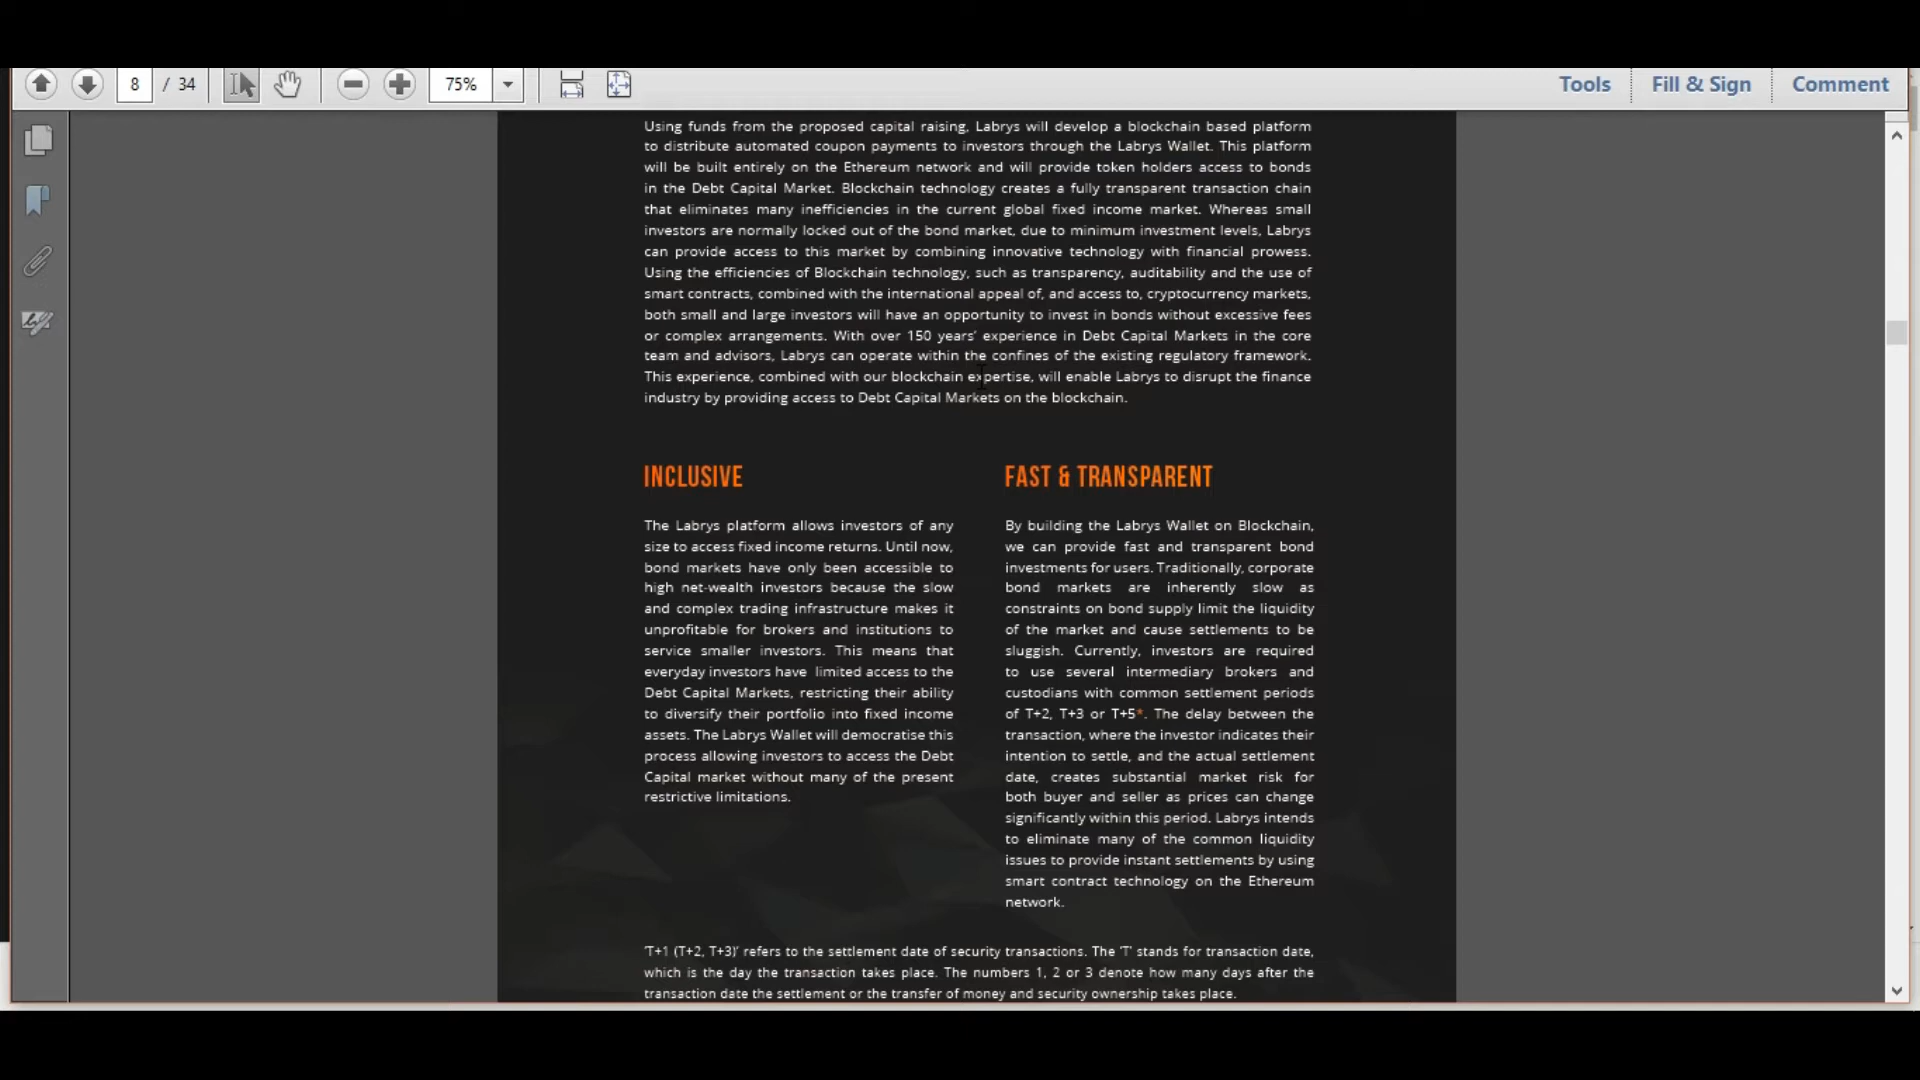 8 / 34 75% Tools Fill & Sign Comment
Using funds from the proposed capital raising, Labrys will develop a blockchain based platform
to distribute automated coupon payments to investors through the Labrys Wallet. This platform
will be built entirely on the Ethereum network and will provide token holders access to bonds
in the Debt Capital Market. Blockchain technology creates a fully transparent transaction chain
that eliminates many inefficiencies in the current global fixed income market. Whereas small
investors are normally locked out of the bond market, due to minimum investment levels, Labrys
can provide access to this market by combining innovative technology with financial prowess.
Using the efficiencies of Blockchain technology, such as transparency, auditability and the use of
smart contracts, combined with the international appeal of, and access to, cryptocurrency markets,
both small and large investors will have an opportunity to invest in bonds without excessive fees
or complex arrangements. With over 150 years’ experience in Debt Capital Markets in the core
team and advisors, Labrys can operate within the confines of the existing regulatory framework.
This experience, combined with our blockchain expertise, will enable Labrys to disrupt the finance
industry by providing access to Debt Capital Markets on the blockchain.
INCLUSIVE
The Labrys platform allows investors of any
size to access fixed income returns. Until now,
bond markets have only been accessible to
high net-wealth investors because the slow
and complex trading infrastructure makes it
unprofitable for brokers and institutions to
service smaller investors. This means that
everyday investors have limited access to the
Debt Capital Markets, restricting their ability
to diversify their portfolio into fixed income
assets. The Labrys Wallet will democratise this
process allowing investors to access the Debt
Capital market without many of the present
restrictive limitations.
FAST & TRANSPARENT
By building the Labrys Wallet on Blockchain,
we can provide fast and transparent bond
investments for users. Traditionally, corporate
bond markets are inherently slow as
constraints on bond supply limit the liquidity
of the market and cause settlements to be
sluggish. Currently, investors are required
to use several intermediary brokers and
custodians with common settlement periods
of T+2, T+3 or T+5*. The delay between the
transaction, where the investor indicates their
intention to settle, and the actual settlement
date, creates substantial market risk for
both buyer and seller as prices can change
significantly within this period. Labrys intends
to eliminate many of the common liquidity
issues to provide instant settlements by using
smart contract technology on the Ethereum
network.
‘T+1 (T+2, T+3)’ refers to the settlement date of security transactions. The ‘T’ stands for transaction date,
which is the day the transaction takes place. The numbers 1, 2 or 3 denote how many days after the
transaction date the settlement or the transfer of money and security ownership takes place.